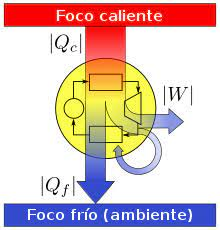 Foco caliente
|Q_c|
|W|
|Q_f|
Foco frío (ambiente)